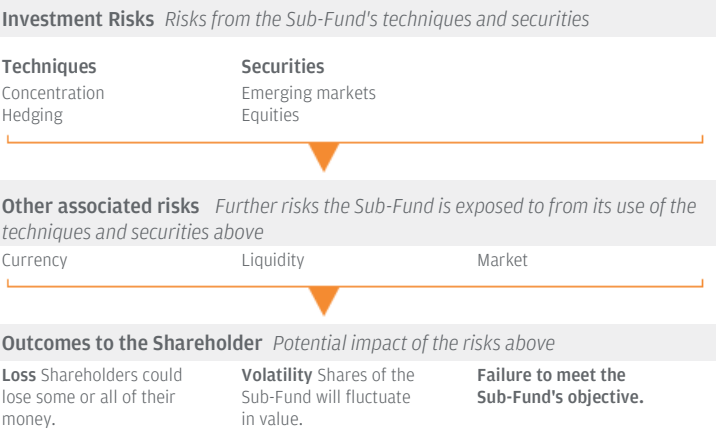 Investment Risks Risks from the Sub-Fund's techniques and securities
Techniques Securities
Concentration Emerging markets
Hedging Equities
Other associated risks Further risks the Sub-Fund is exposed to from its use of the
techniques and securities above
Currency Liquidity Market
Outcomes to the Shareholder Potential impact of the risks above
Loss Shareholders could
lose some or all of their
money.
Volatility Shares of the
Sub-Fund will fluctuate
in value.
Failure to meet the
Sub-Fund's objective.